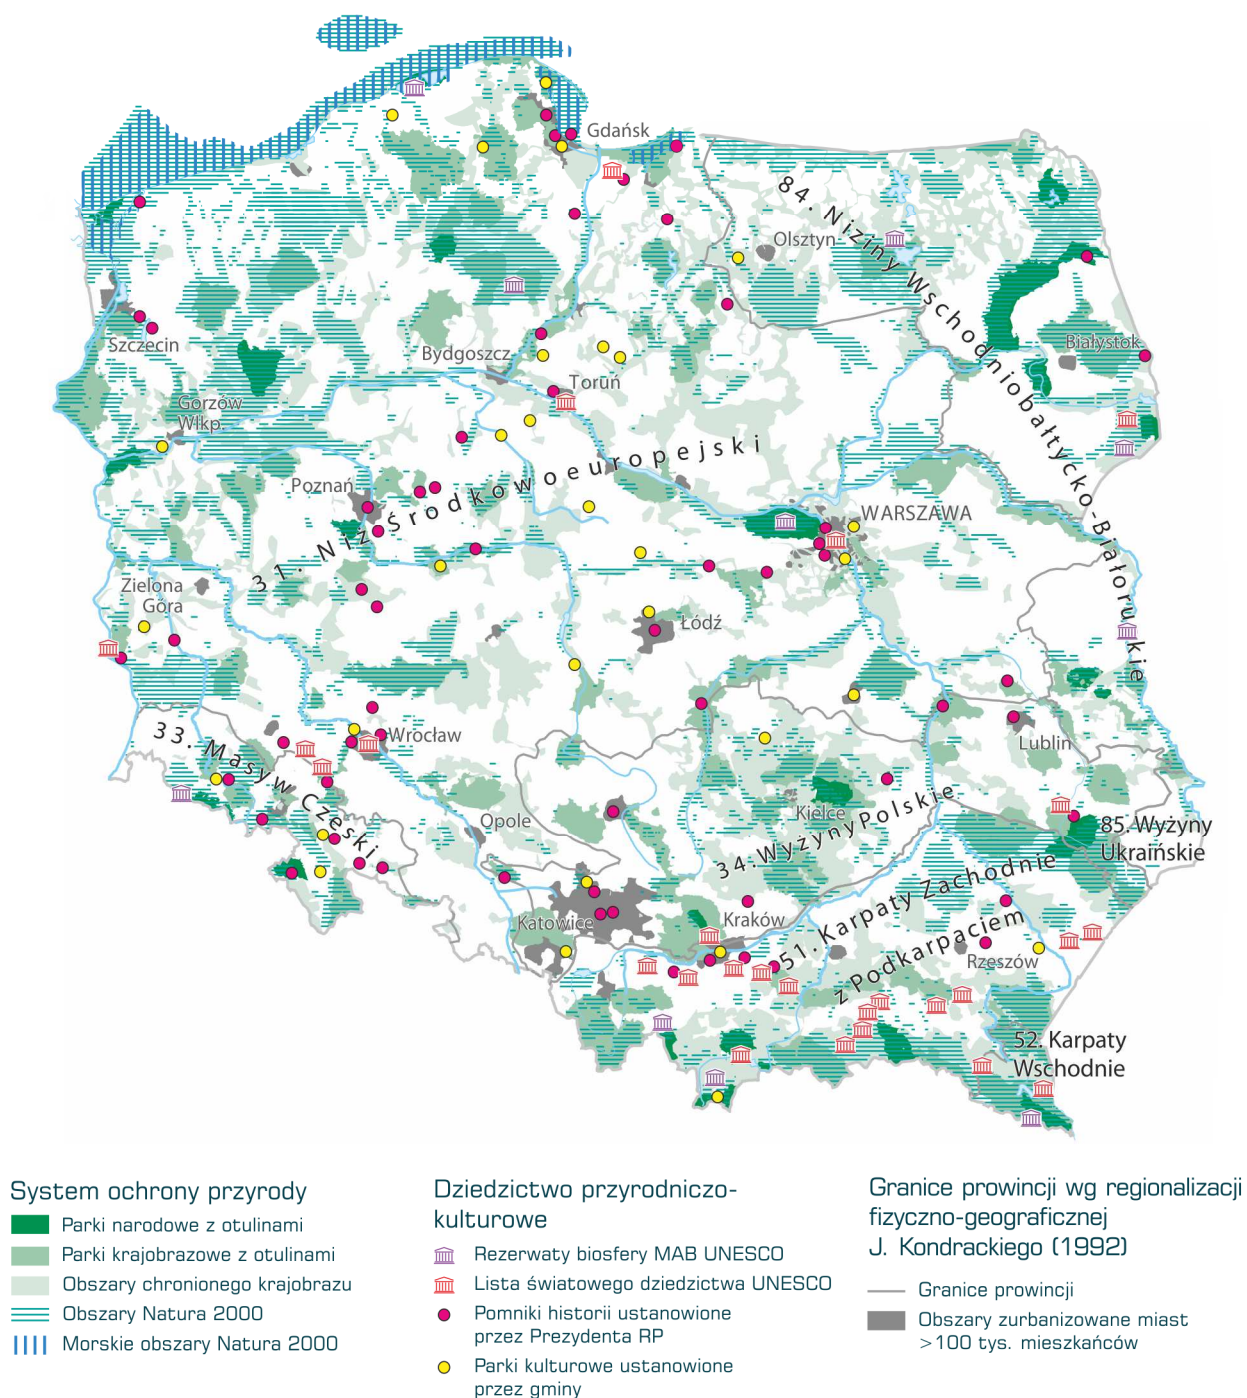 Gdańsk
84. Niziny Wschodniobałtycko-Białoruskie
Olsztyn
Szczecin
Bydgoszcz
Białystok
Toruń
Gorzów
Wlkp.
31. Niż Środkowoeuropejski
Poznań
WARSZAWA
Zielona
Góra
Łódź
33. Masyw Czeski
Wrocław
Lublin
Opole
Kielce
34. Wyżyny Polskie
85. Wyżyny
Ukraińskie
Katowice
Kraków
51. Karpaty Zachodnie
z Podkarpaciem
Rzeszów
52. Karpaty
Wschodnie
System ochrony przyrody
Parki narodowe z otulinami
Parki krajobrazowe z otulinami
Obszary chronionego krajobrazu
Obszary Natura 2000
Morskie obszary Natura 2000
Dziedzictwo przyrodniczo-
kulturowe
Rezerwaty biosfery MAB UNESCO
Lista światowego dziedzictwa UNESCO
Pomniki historii ustanowione
przez Prezydenta RP
Parki kulturowe ustanowione
przez gminy
Granice prowincji wg regionalizacji
fizyczno-geograficznej
J. Kondrackiego (1992)
Granice prowincji
Obszary zurbanizowane miast
>100 tys. mieszkańców